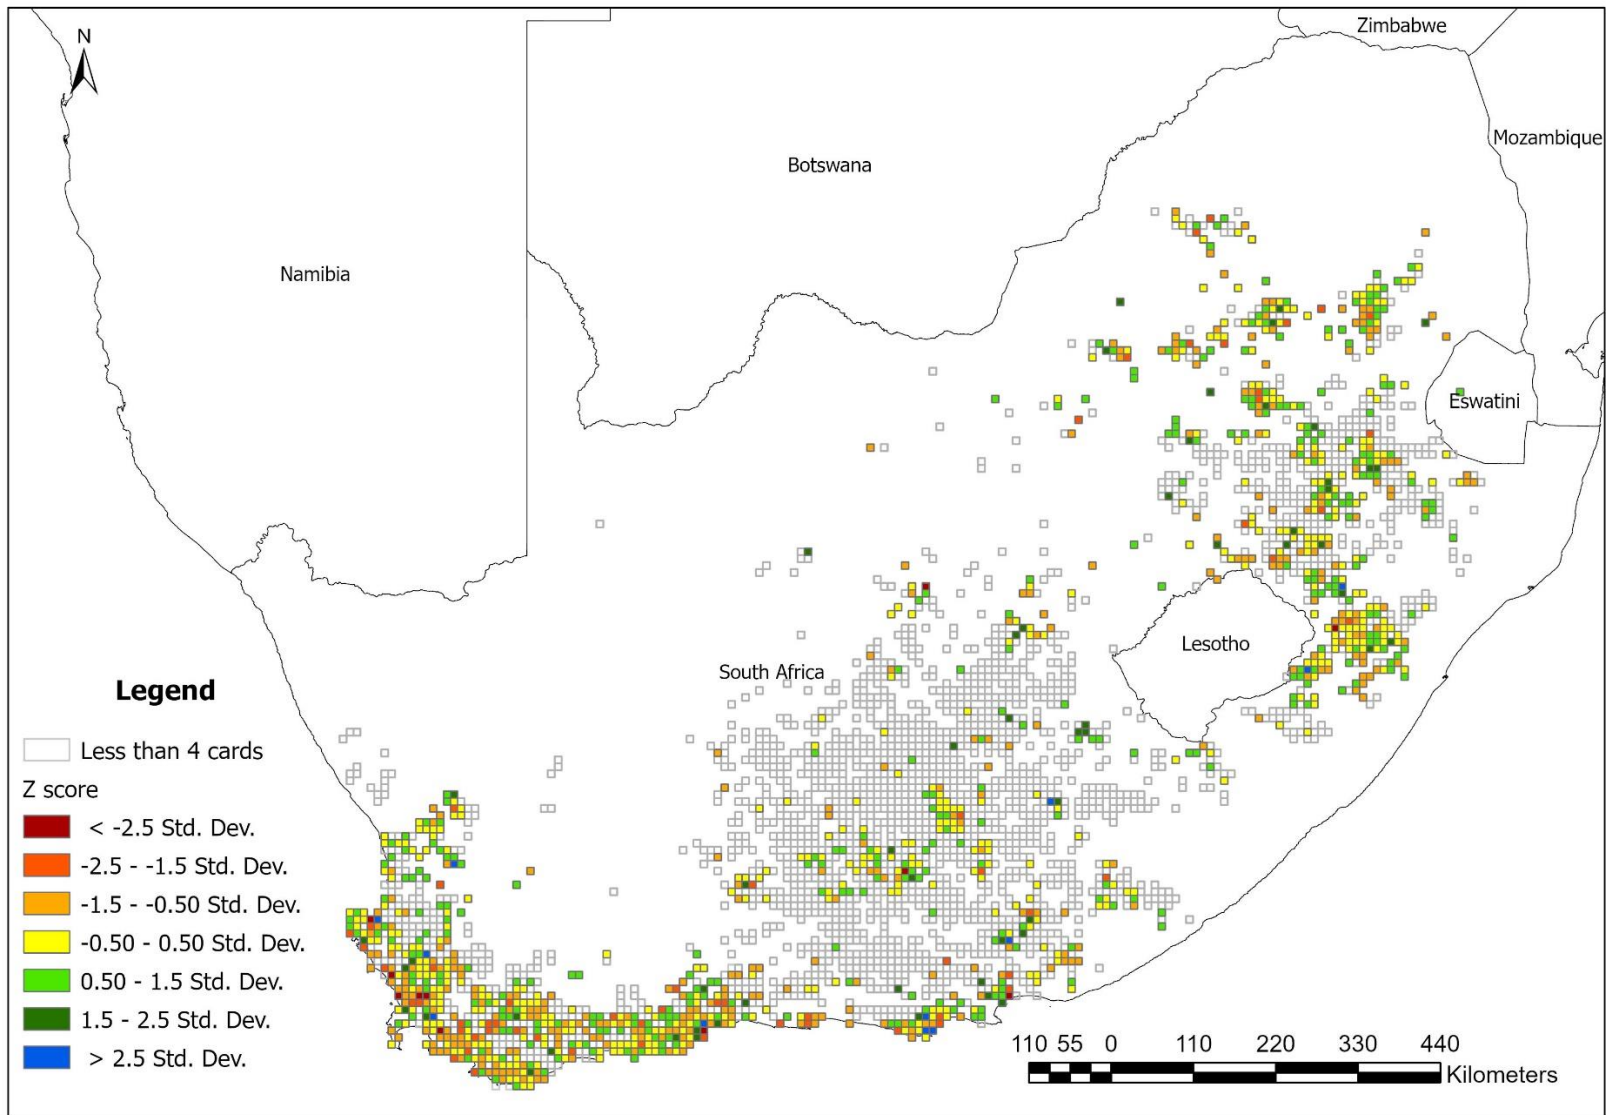 Zimbabwe
N
Mozambique
Botswana
Namibia
Eswatini
Lesotho
South Africa
Legend
Less than 4 cards
Z score
< -2.5 Std. Dev.
-2.5 - -1.5 Std. Dev.
-1.5 - -0.50 Std. Dev.
-0.50 - 0.50 Std. Dev.
0.50 - 1.5 Std. Dev.
1.5 - 2.5 Std. Dev.
> 2.5 Std. Dev.
110 55 0 110 220 330 440
Kilometers